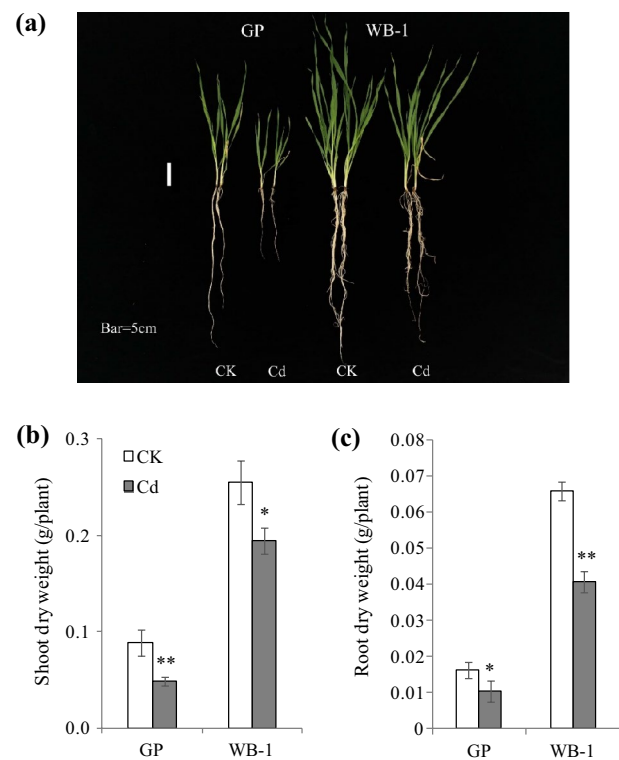 (a)
GP WB-1
Bar=5cm
CK Cd CK Cd
(b)
Shoot dry weight (g/plant)
0.3
0.2
0.1
0.0
CK
Cd
** *
GP WB-1
(c)
Root dry weight (g/plant)
0.08
0.07
0.06
0.05
0.04
0.03
0.02
0.01
0
* **
GP WB-1